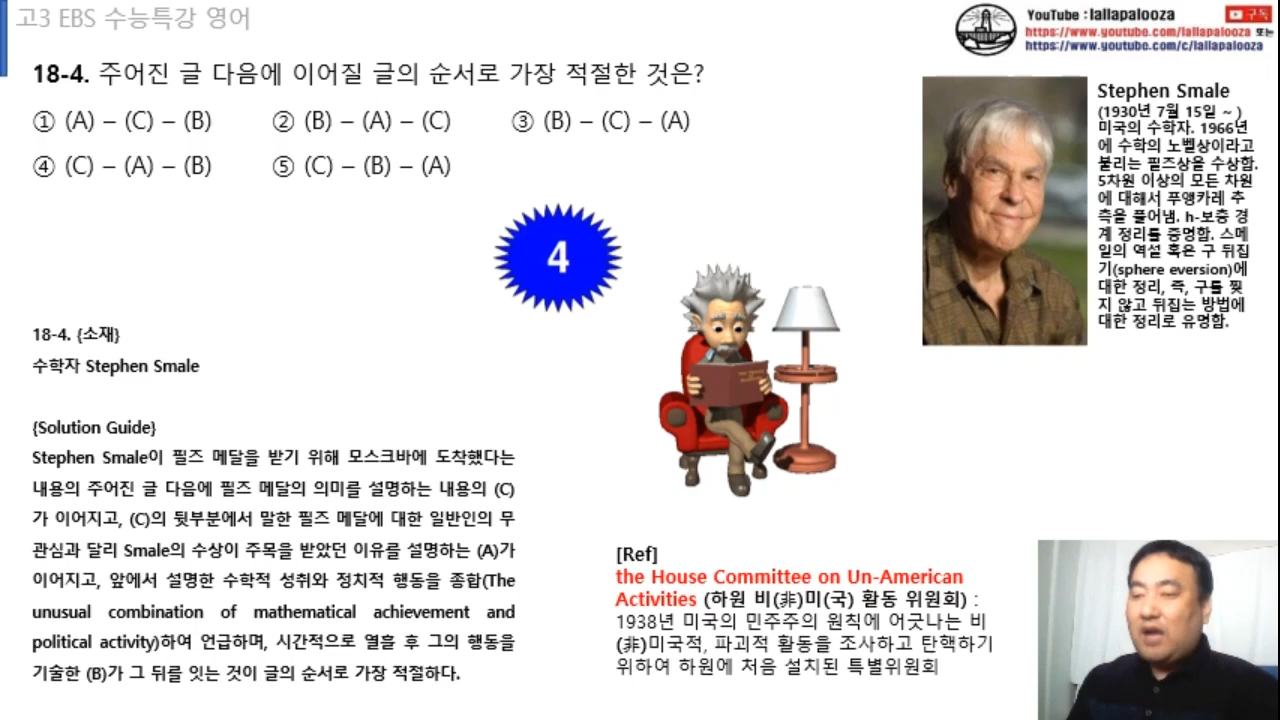 고3 EBS 수능특강 영어
YouTube : lallapalooza
구독
https://www.youtube.com/lallapalooza 또는
https://www.youtube.com/c/lallapalooza
18-4. 주어진 글 다음에 이어질 글의 순서로 가장 적절한 것은?
① (A) – (C) – (B) ② (B) – (A) – (C) ③ (B) – (C) – (A)
④ (C) – (A) – (B) ⑤ (C) – (B) – (A)
4
Stephen Smale
(1930년 7월 15일 ~ )
미국의 수학자. 1966년
에 수학의 노벨상이라고
불리는 필즈상을 수상함.
5차원 이상의 모든 차원
에 대해서 푸앵카레 추
측을 풀어냄. h-보충 경
계 정리를 증명함. 스메
일의 역설 혹은 구 뒤집
기(sphere eversion)에
대한 정리, 즉, 구를 찢
지 않고 뒤집는 방법에
대한 정리로 유명함.
18-4. {소재}
수학자 Stephen Smale
{Solution Guide}
Stephen Smale이 필즈 메달을 받기 위해 모스크바에 도착했다는
내용의 주어진 글 다음에 필즈 메달의 의미를 설명하는 내용의 (C)
가 이어지고, (C)의 뒷부분에서 말한 필즈 메달에 대한 일반인의 무
관심과 달리 Smale의 수상이 주목을 받았던 이유를 설명하는 (A)가
이어지고, 앞에서 설명한 수학적 성취와 정치적 행동을 종합(The
unusual combination of mathematical achievement and
political activity)하여 언급하며, 시간적으로 열흘 후 그의 행동을
기술한 (B)가 그 뒤를 잇는 것이 글의 순서로 가장 적절하다.
[Ref]
the House Committee on Un-American
Activities (하원 비(非)미(국) 활동 위원회) :
1938년 미국의 민주주의 원칙에 어긋나는 비
(非)미국적, 파괴적 활동을 조사하고 탄핵하기
위하여 하원에 처음 설치된 특별위원회